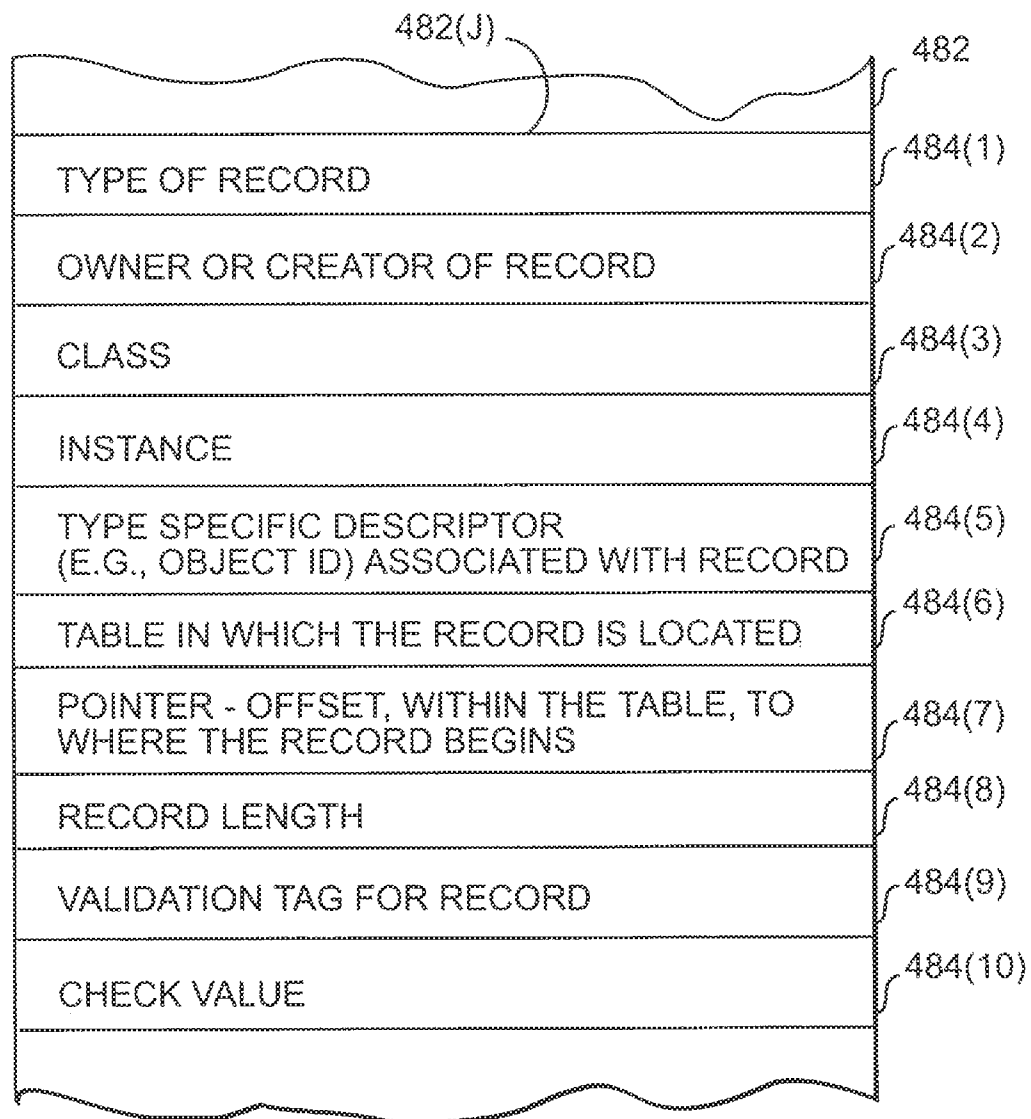 482(J)
482
484(1)
TYPE OF RECORD
484(2)
OWNER OR CREATOR OF RECORD
484(3)
CLASS
484(4)
INSTANCE
484(5)
TYPE SPECIFIC DESCRIPTOR
(E.G., OBJECT ID) ASSOCIATED WITH RECORD
484(6)
TABLE IN WHICH THE RECORD IS LOCATED
484(7)
POINTER - OFFSET, WITHIN THE TABLE, TO
WHERE THE RECORD BEGINS
484(8)
RECORD LENGTH
484(9)
VALIDATION TAG FOR RECORD
484(10)
CHECK VALUE